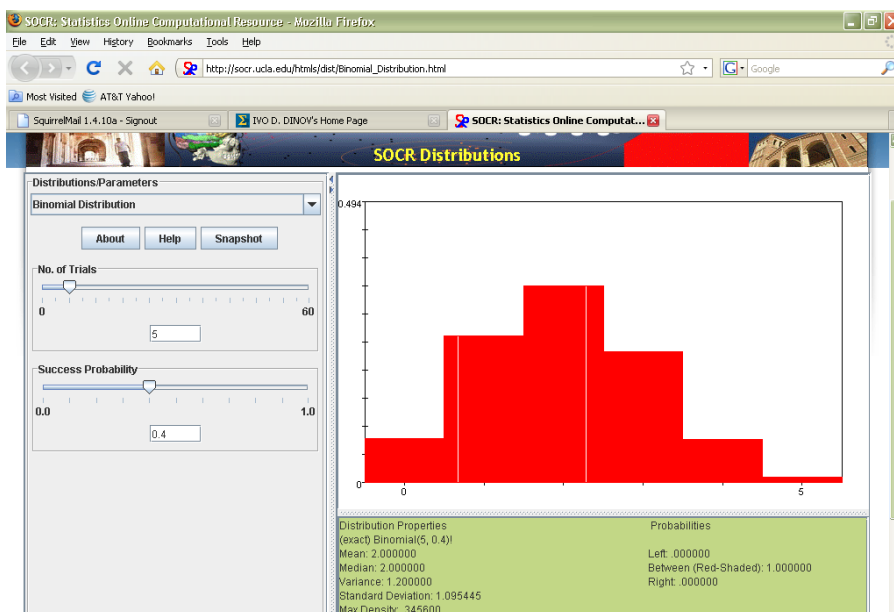 SOCR: Statistics Online Computational Resource - Mozilla Firefox
File Edit View History Bookmarks Tools Help
http://socr.ucla.edu/htmls/dist/Binomial_Distribution.html
G Google
Most Visited AT&T Yahoo!
SquirrelMail 1.4.10a - Signout
IVO D. DINOV's Home Page
SOCR: Statistics Online Computat...
SOCR Distributions
Distributions/Parameters
Binomial Distribution
About Help Snapshot
No. of Trials
0 60
5
Success Probability
0.0 1.0
0.4
0.494
0
0 5
Distribution Properties
(exact) Binomial(5, 0.4)!
Mean: 2.000000
Median: 2.000000
Variance: 1.200000
Standard Deviation: 1.095445
Max Density: .345600
Probabilities
Left: .000000
Between (Red-Shaded): 1.000000
Right: .000000